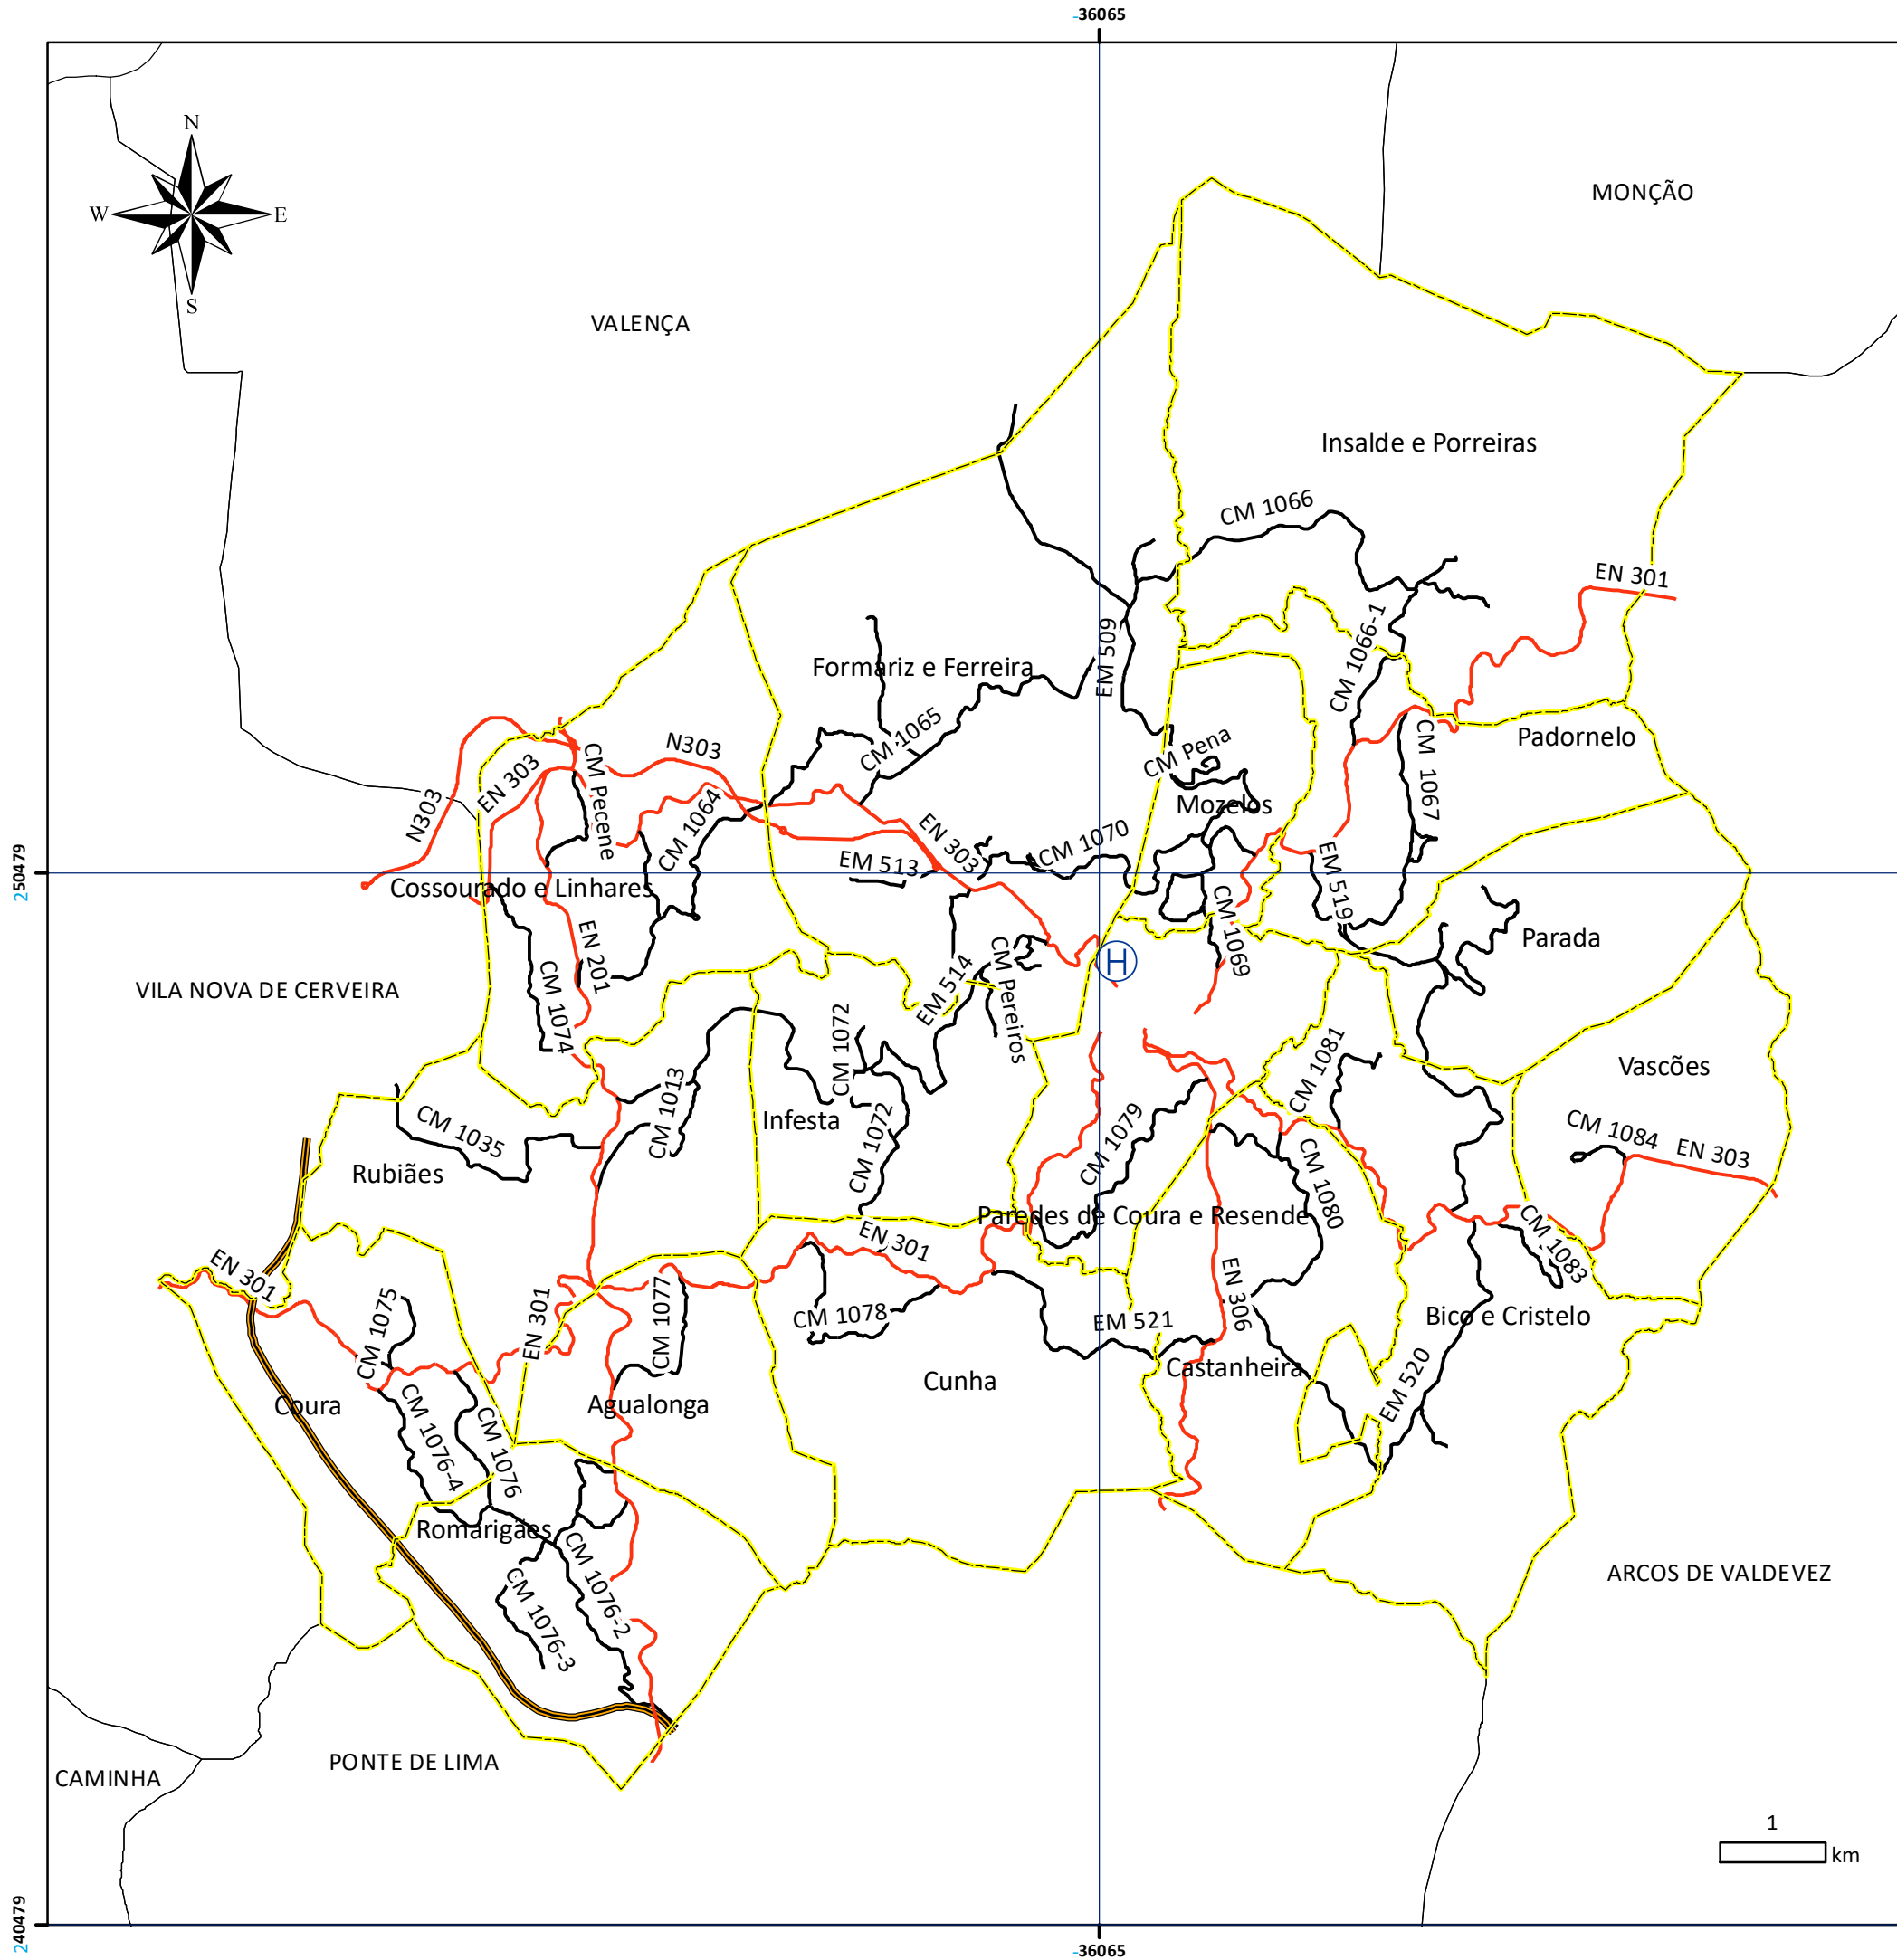 -36065
N
W
E
S
MONÇÃO
VALENÇA
Insalde e Porreiras
CM 1066
EN 301
CM 1066-1
EM 509
Formariz e Ferreira
CM 1065
N303
CM Pena
Padornelo
EN 303
CM Pecene
N303
CM 1064
Mozelos
CM 1067
EN 303
CM 1070
EM 513
250479
Cossourado e Linhares
EM 519
CM 1069
Parada
EN 201
CM 1074
VILA NOVA DE CERVEIRA
EM 514
CM Pereiros
H
CM 1072
CM 1081
Vascões
CM 1013
Infesta
CM 1035
CM 1072
CM 1079
CM 1084
EN 303
Rubiães
CM 1080
Paredes de Coura e Resende
EN 301
CM 1083
EN 301
CM 1075
EN 301
CM 1077
CM 1078
EM 521
EN 306
Bico e Cristelo
Castanheira
Cunha
EM 520
Coura
Agualonga
CM 1076-4
CM 1076
Romarigães
CM 1076-2
CM 1076-3
ARCOS DE VALDEVEZ
PONTE DE LIMA
CAMINHA
1
km
240479
-36065